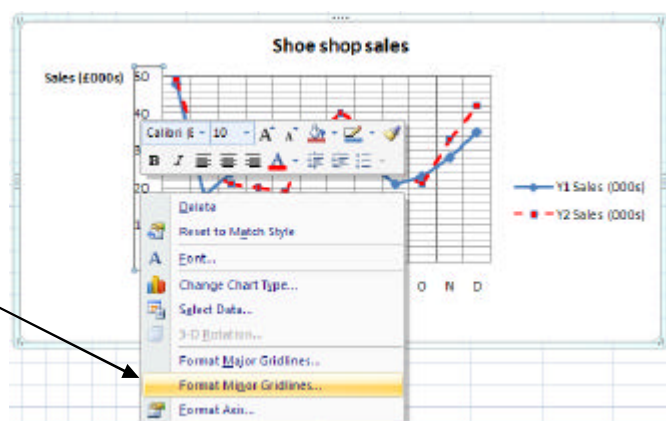 Shoe shop sales
Sales (£000s)
50
40
Calibri (E 10 A A
B I A
20
1
Y1 Sales (000s)
Y2 Sales (000s)
O N D
Delete
Reset to Match Style
A Font...
Change Chart Type...
Select Data...
3-D Rotation...
Format Major Gridlines...
Format Minor Gridlines...
Format Axis...